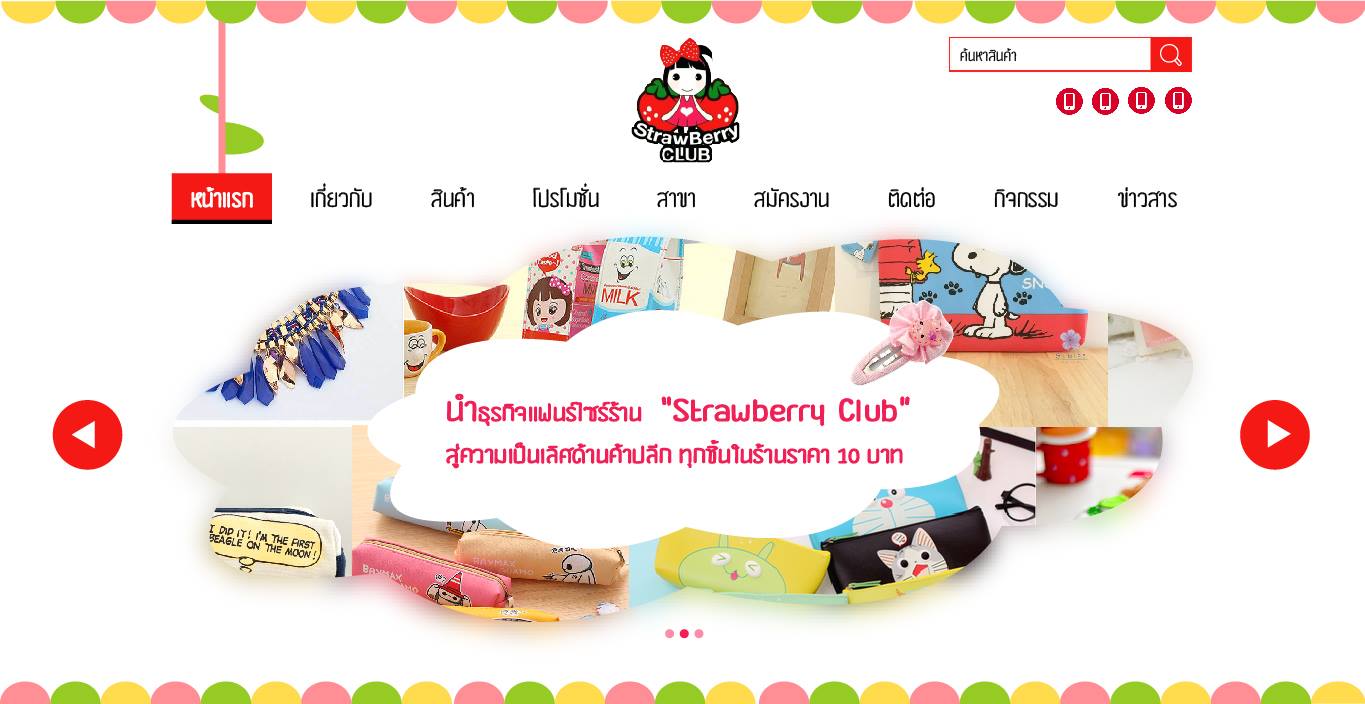 ค้นหาสินค้า
StrawBerry
CLUB
หน้าแรก เกี่ยวกับ สินค้า โปรโมชั่น สาขา สมัครงาน ติดต่อ กิจกรรม ข่าวสาร
MILK
นำธุรกิจแฟนร์ไชร์ร้าน "Strawberry Club"
สู่ความเป็นเลิศด้านค้าปลีก ทุกชิ้นในร้านราคา 10 บาท
I DID IT! I'M THE FIRST
BEAGLE ON THE MOON!
BAYMAX
BAYMAX